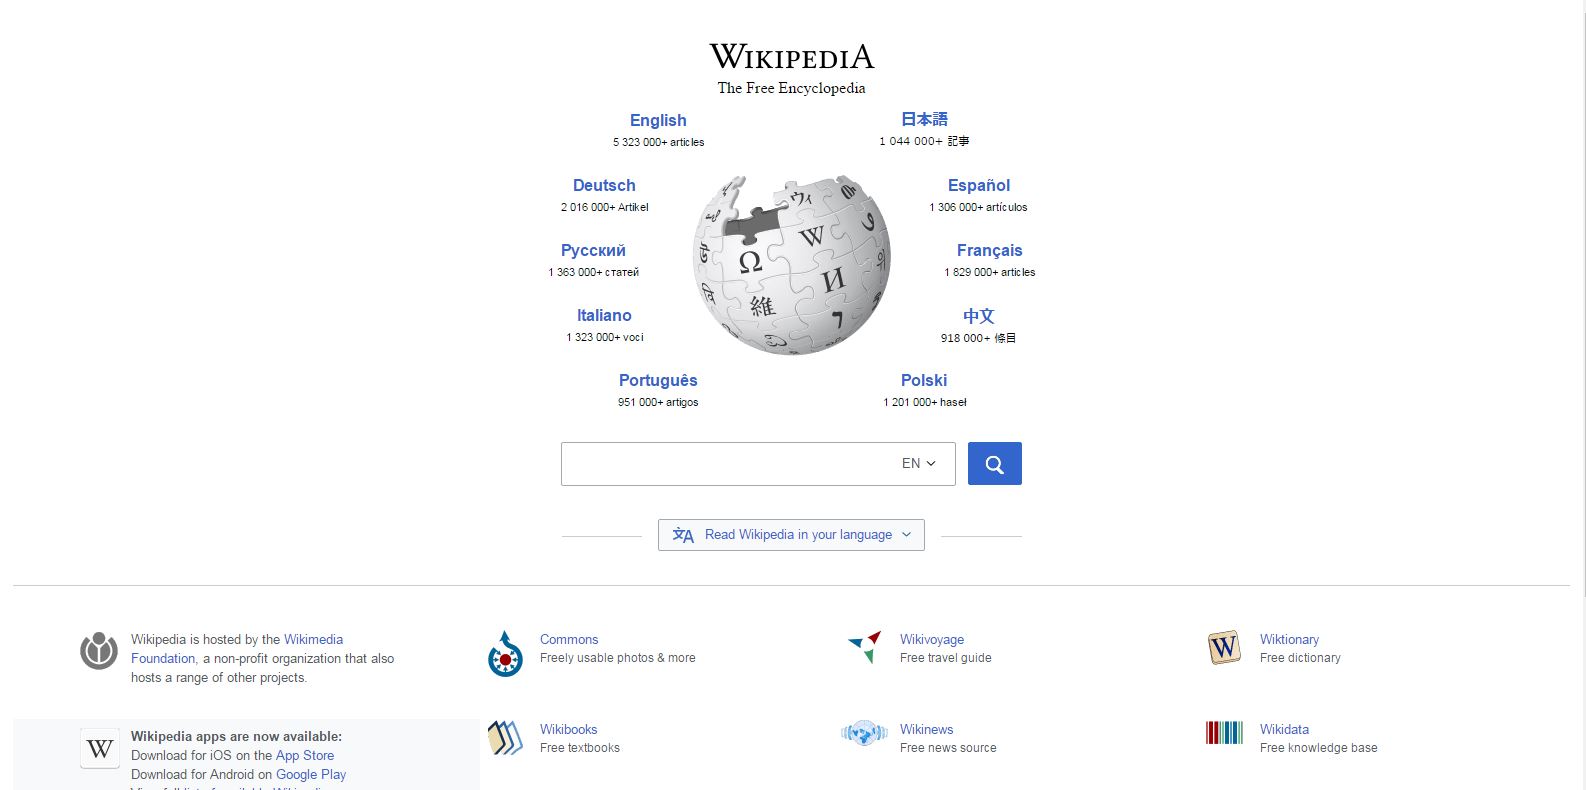 WIKIPEDIA
The Free Encyclopedia
English
5 323 000+ articles
日本語
1 044 000+ 記事
Deutsch
2 016 000+ Artikel
Español
1 306 000+ artículos
Русский
1 363 000+ статей
Français
1 829 000+ articles
Italiano
1 323 000+ voci
中文
918 000+ 條目
Português
951 000+ artigos
Polski
1 201 000+ haseł
Ω
W
ウィ
И
維
EN
Read Wikipedia in your language
Wikipedia is hosted by the Wikimedia
Foundation, a non-profit organization that also
hosts a range of other projects.
Commons
Freely usable photos & more
Wikivoyage
Free travel guide
W
Wiktionary
Free dictionary
W
Wikipedia apps are now available:
Download for iOS on the App Store
Download for Android on Google Play
Wikibooks
Free textbooks
Wikinews
Free news source
Wikidata
Free knowledge base